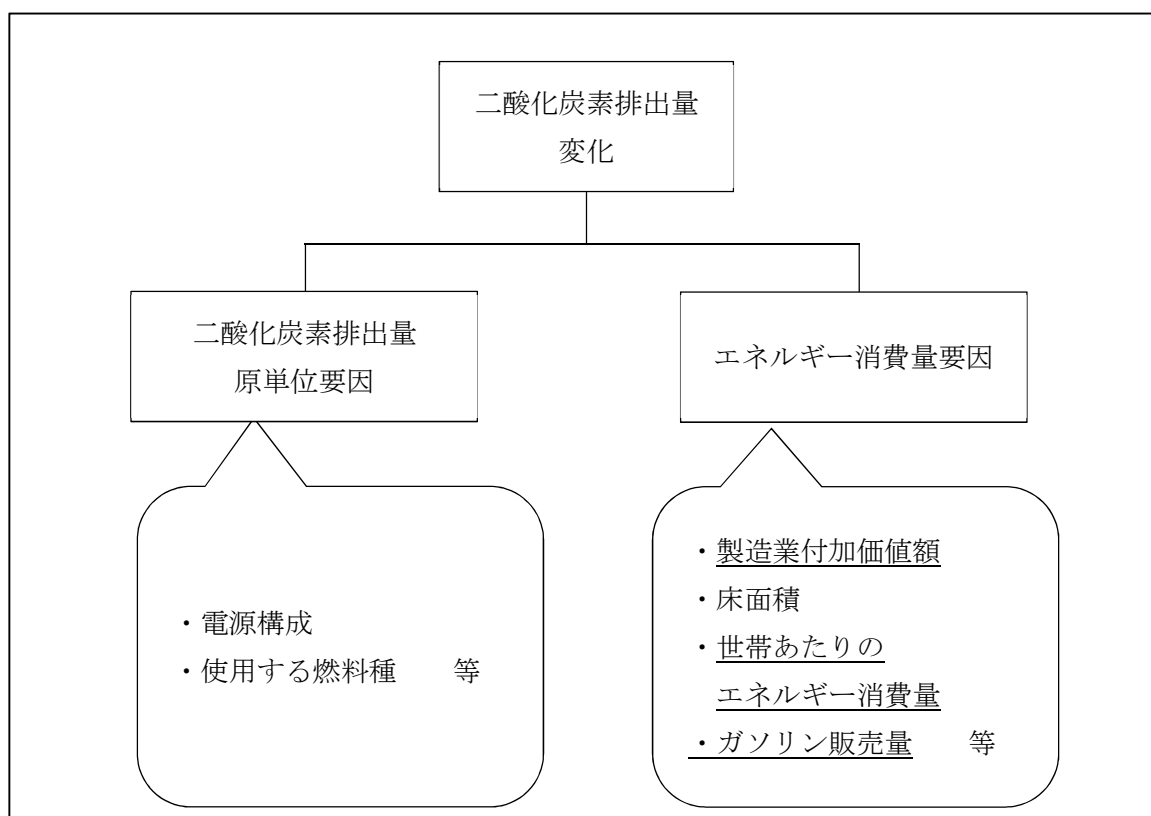 二酸化炭素排出量
変化
二酸化炭素排出量
原単位要因
エネルギー消費量要因
・電源構成
・使用する燃料種　等
・製造業付加価値額
・床面積
・世帯あたりの
エネルギー消費量
・ガソリン販売量　等